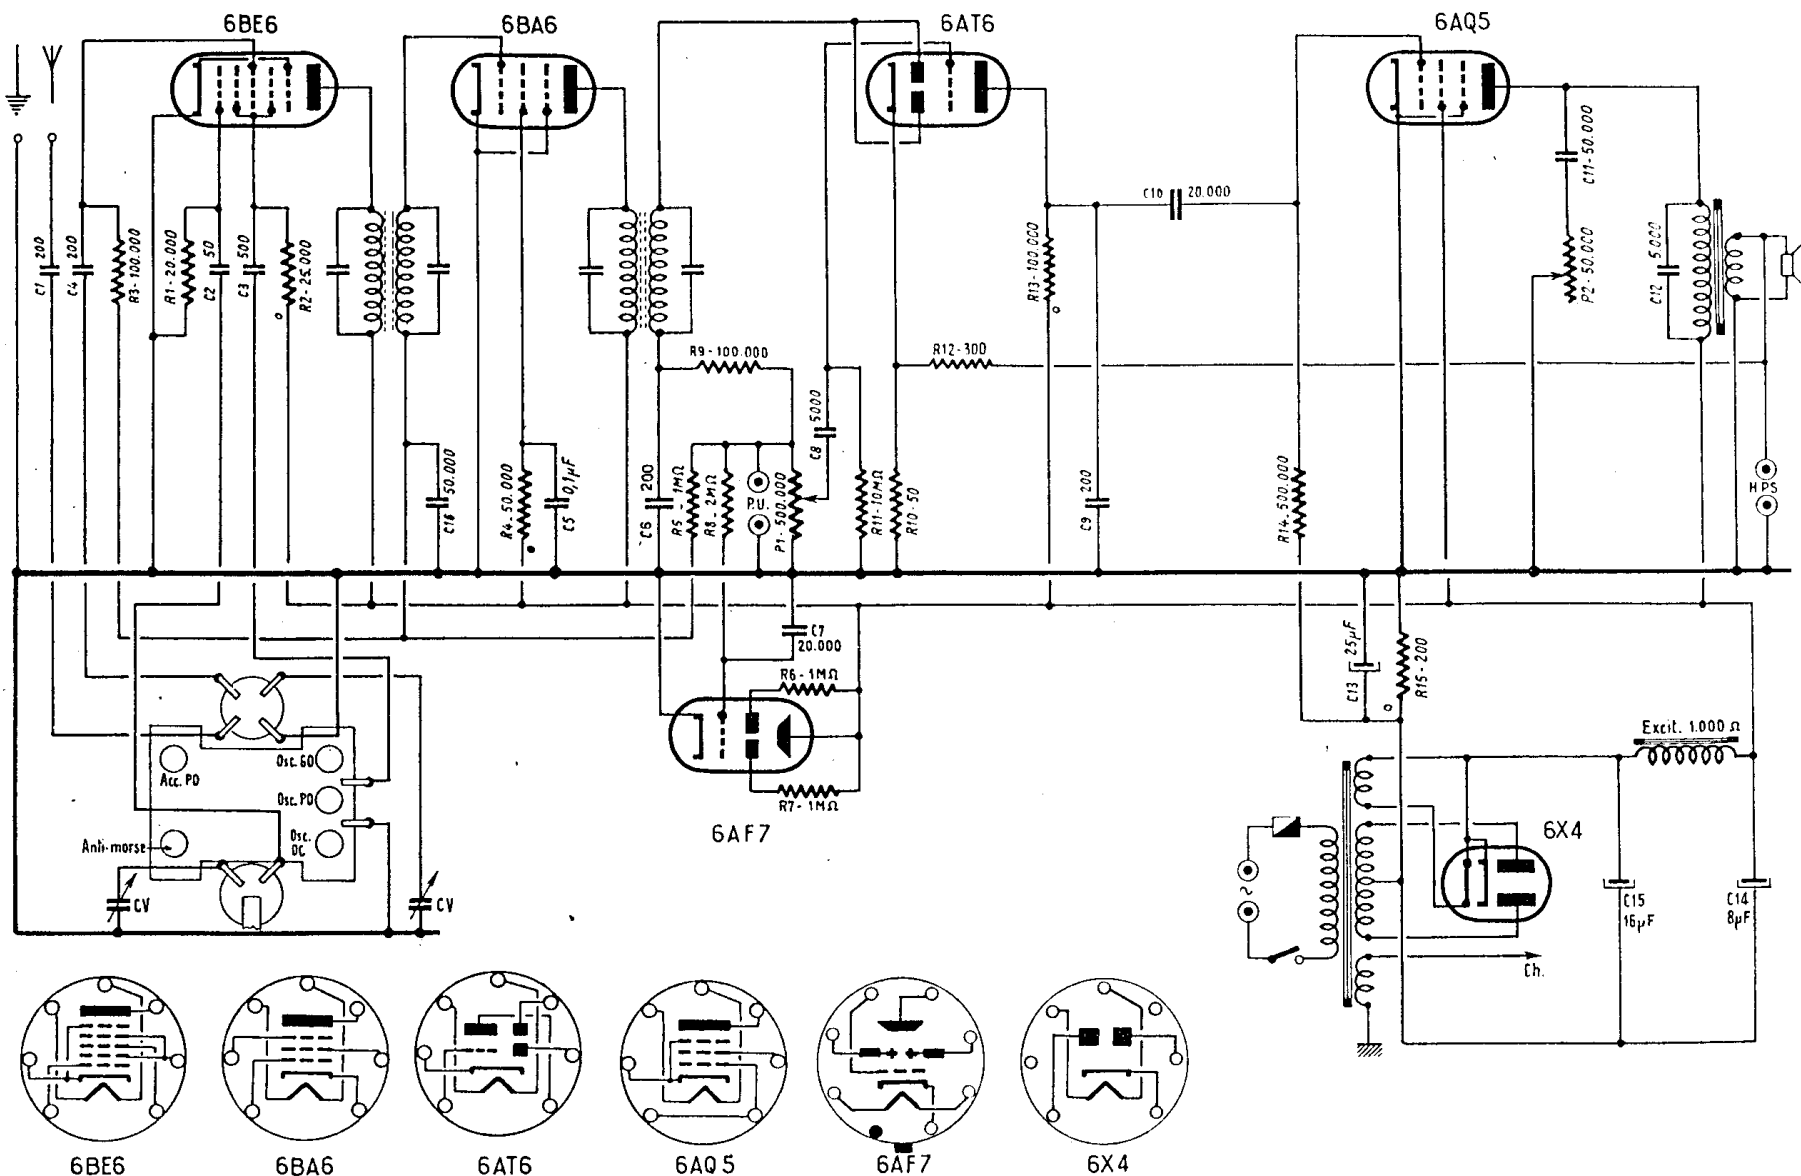 6BE6
6BA6
6AT6
6AQ5
C1 200
C4 200
R3-100.000
R1-20.000
C2 50
C3 500
R2-25.000
C16 50.000
R4-50.000
C5 0,1µF
C6 200
R9-100.000
R5-1MΩ
R8-2MΩ
P.U.
P1-500.000
C8 5000
R11-10MΩ
R10-50
R12-300
R13-100.000
C9 200
C10 20.000
R14-500.000
C11-50.000
P2-50.000
C12 5.000
HPS
C7
20.000
R6-1MΩ
R7-1MΩ
6AF7
C13 25µF
R15-200
Excit. 1.000 Ω
6X4
C15
16µF
C14
8µF
Ch.
Acc. PO
Osc. GO
Osc. PO
Osc.
OC
Anti-morse
CV
CV
6BE6
6BA6
6AT6
6AQ5
6AF7
6X4